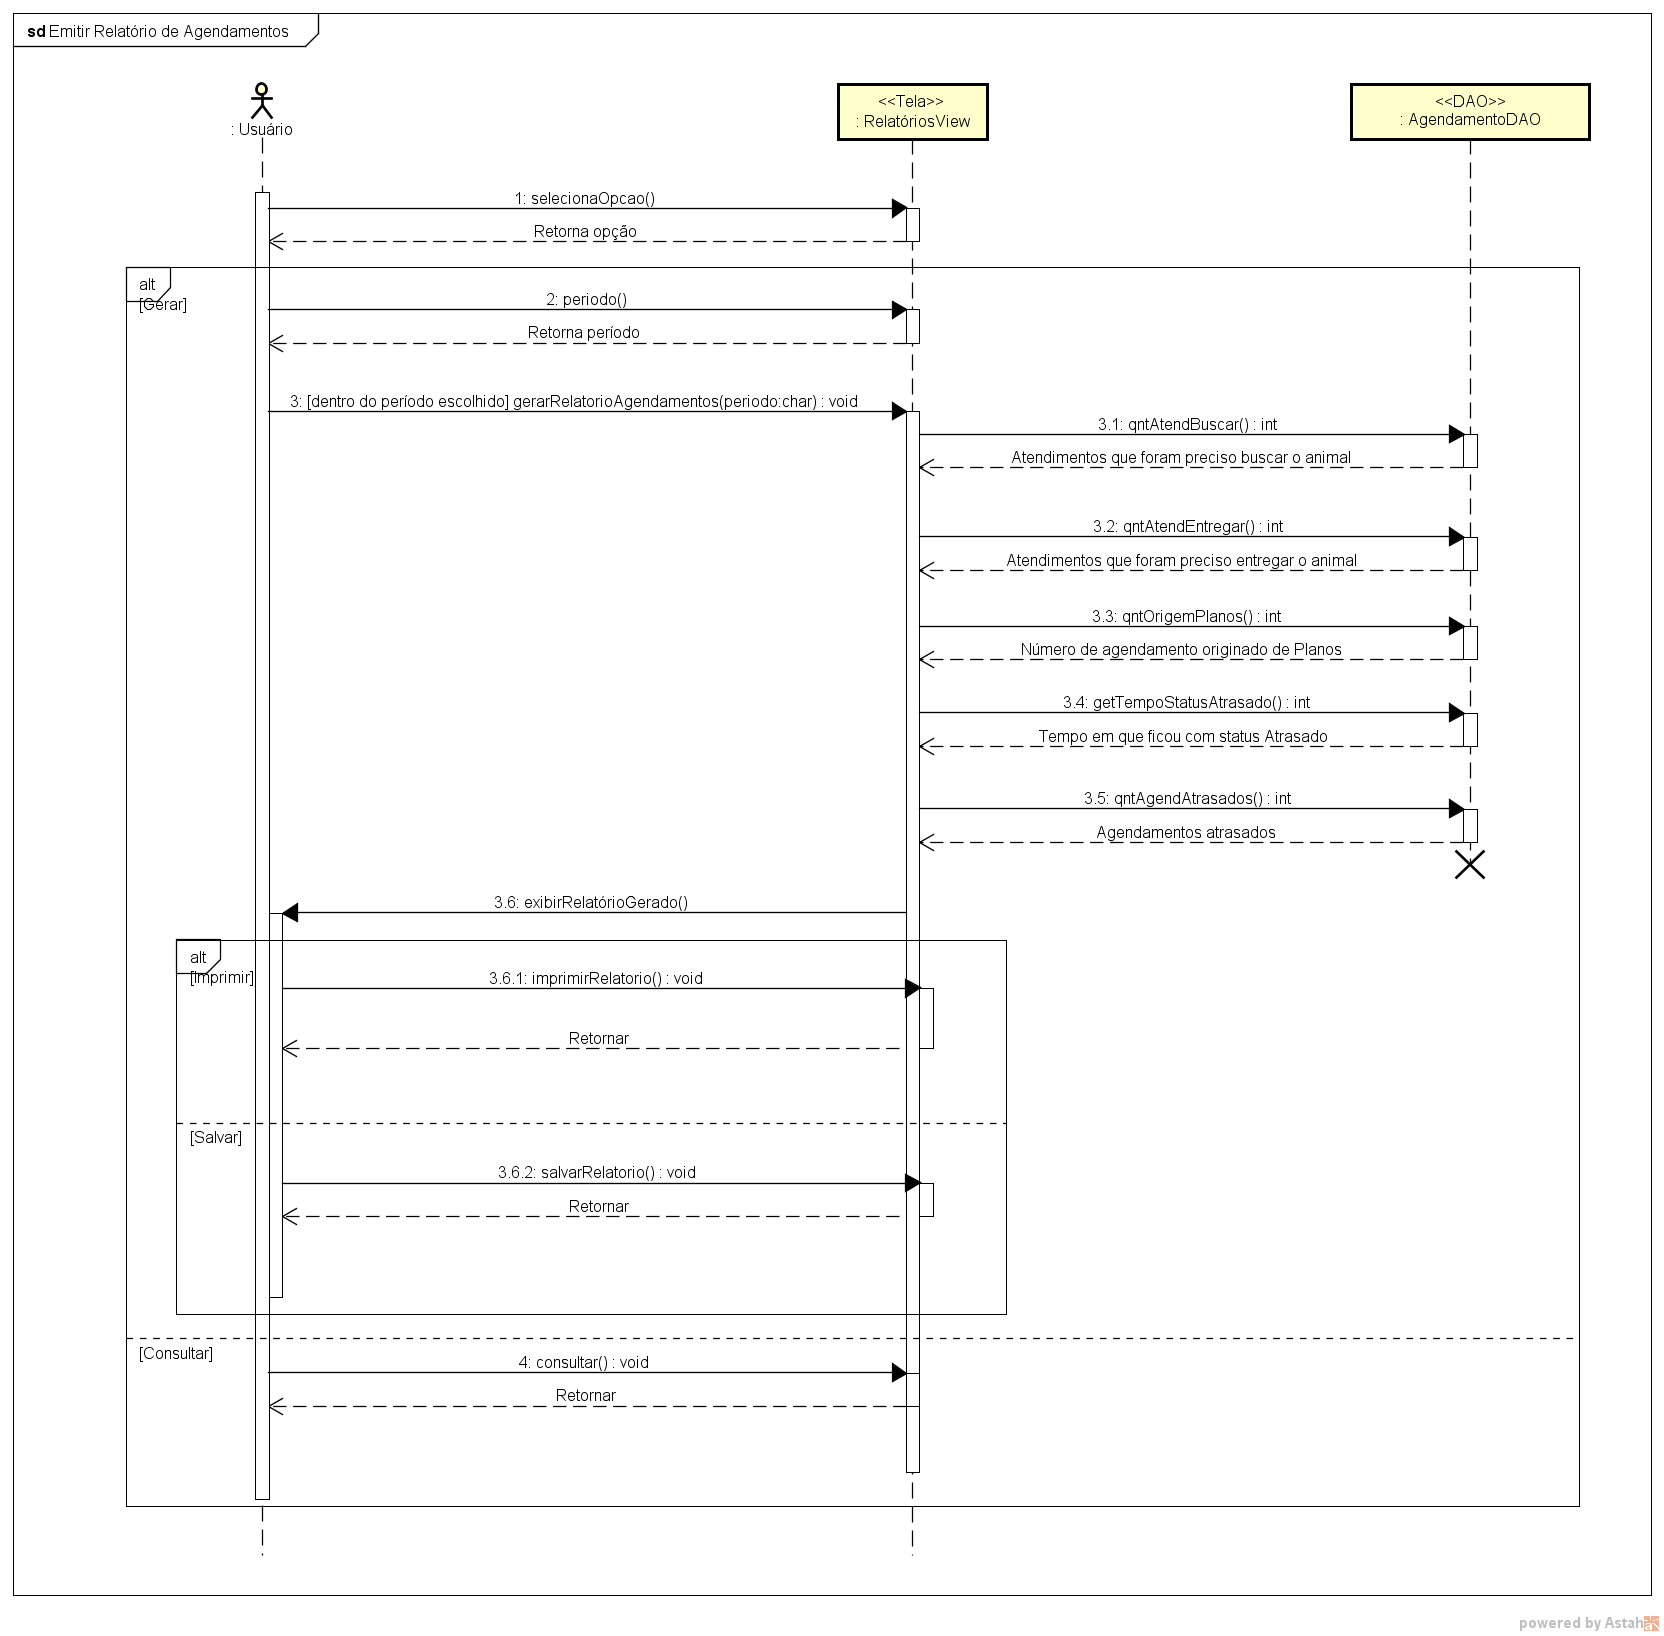 sd Emitir Relatório de Agendamentos
: Usuário
<<Tela>>
: RelatóriosView
<<DAO>>
: AgendamentoDAO
1: selecionaOpcao()
Retorna opção
alt
[Gerar]
2: periodo()
Retorna período
3: [dentro do período escolhido] gerarRelatorioAgendamentos(periodo:char) : void
3.1: qntAtendBuscar() : int
Atendimentos que foram preciso buscar o animal
3.2: qntAtendEntregar() : int
Atendimentos que foram preciso entregar o animal
3.3: qntOrigemPlanos() : int
Número de agendamento originado de Planos
3.4: getTempoStatusAtrasado() : int
Tempo em que ficou com status Atrasado
3.5: qntAgendAtrasados() : int
Agendamentos atrasados
3.6: exibirRelatórioGerado()
alt
[Imprimir]
3.6.1: imprimirRelatorio() : void
Retornar
[Salvar]
3.6.2: salvarRelatorio() : void
Retornar
[Consultar]
4: consultar() : void
Retornar
powered by Astah